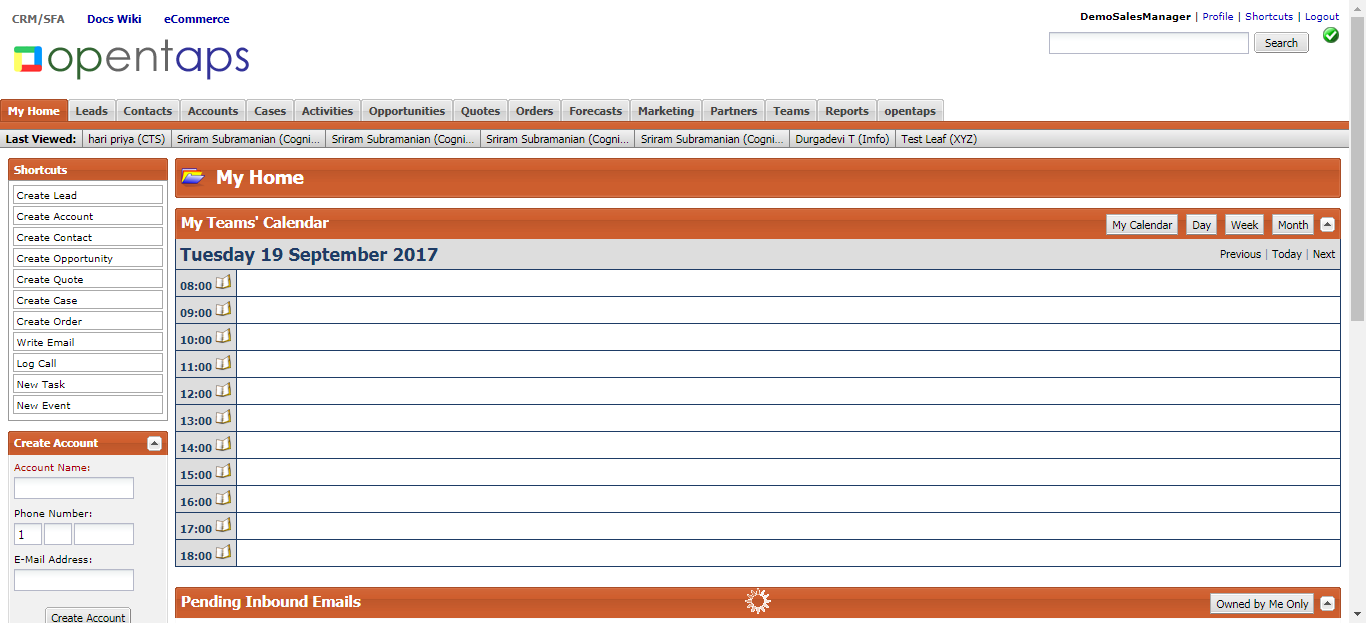 CRM/SFA Docs Wiki eCommerce
DemoSalesManager | Profile | Shortcuts | Logout
opentaps
Search
My Home Leads Contacts Accounts Cases Activities Opportunities Quotes Orders Forecasts Marketing Partners Teams Reports opentaps
Last Viewed: hari priya (CTS) Sriram Subramanian (Cogni... Sriram Subramanian (Cogni... Sriram Subramanian (Cogni... Sriram Subramanian (Cogni... Durgadevi T (Imfo) Test Leaf (XYZ)
Shortcuts
Create Lead
Create Account
Create Contact
Create Opportunity
Create Quote
Create Case
Create Order
Write Email
Log Call
New Task
New Event
Create Account
Account Name:
Phone Number:
1
E-Mail Address:
Create Account
My Home
My Teams' Calendar
My Calendar Day Week Month
Tuesday 19 September 2017
Previous | Today | Next
08:00
09:00
10:00
11:00
12:00
13:00
14:00
15:00
16:00
17:00
18:00
Pending Inbound Emails
Owned by Me Only